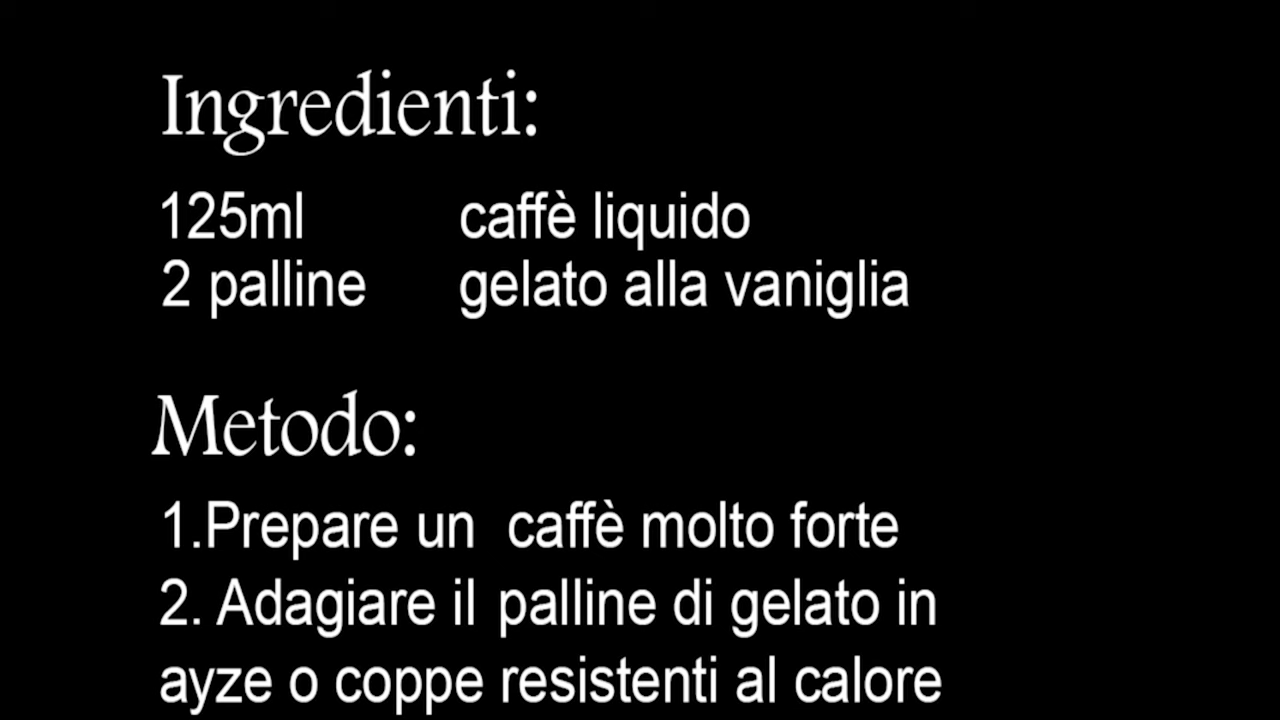 Ingredienti:
125ml caffè liquido
2 palline gelato alla vaniglia
Metodo:
1.Prepare un caffè molto forte
2. Adagiare il palline di gelato in
ayze o coppe resistenti al calore